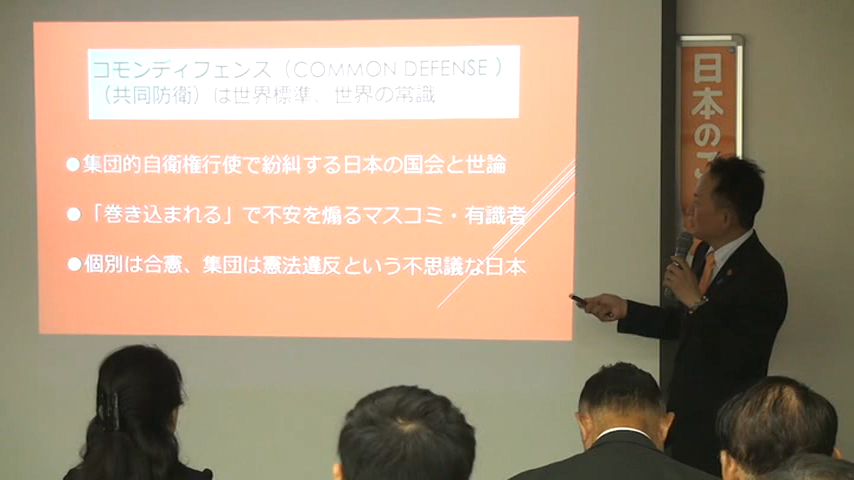 コモンディフェンス（COMMON DEFENSE ）
（共同防衛）は世界標準、世界の常識
●集団的自衛権行使で紛糾する日本の国会と世論
●「巻き込まれる」で不安を煽るマスコミ・有識者
●個別は合憲、集団は憲法違反という不思議な日本
日本の